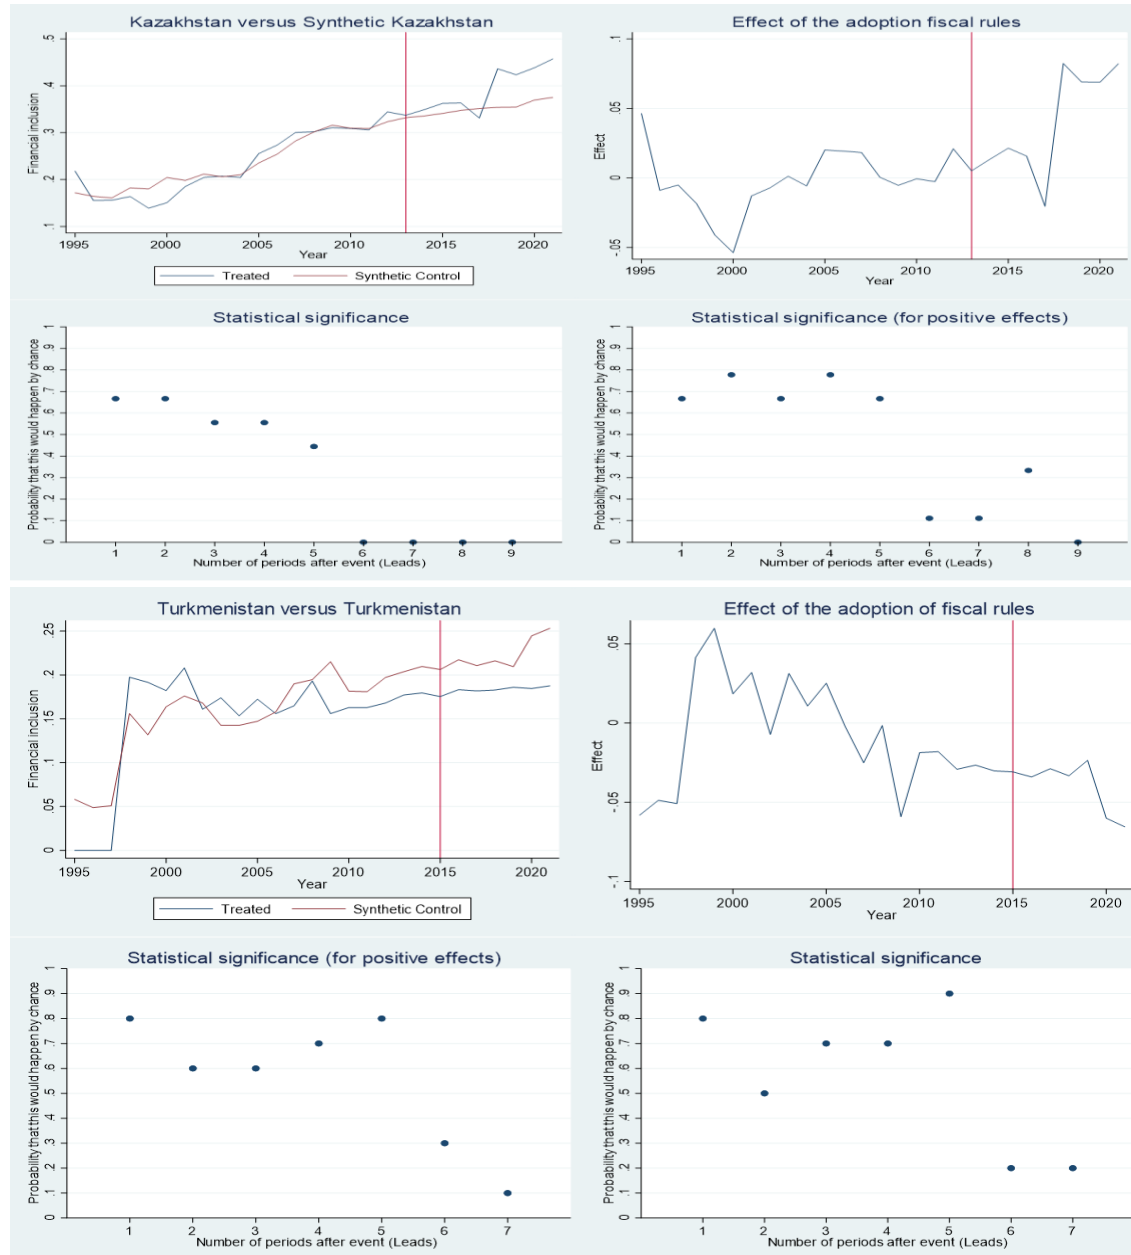 Kazakhstan versus Synthetic Kazakhstan
Financial inclusion
.5
.4
.3
.2
.1
1995 2000 2005 2010 2015 2020
Year
Treated Synthetic Control
Effect of the adoption fiscal rules
Effect
.1
.05
0
-.05
1995 2000 2005 2010 2015 2020
Year
Statistical significance
Probability that this would happen by chance
1
.9
.8
.7
.6
.5
.4
.3
.2
.1
0
1 2 3 4 5 6 7 8 9
Number of periods after event (Leads)
Statistical significance (for positive effects)
Probability that this would happen by chance
1
.9
.8
.7
.6
.5
.4
.3
.2
.1
0
1 2 3 4 5 6 7 8 9
Number of periods after event (Leads)
Turkmenistan versus Turkmenistan
Financial inclusion
.25
.2
.15
.1
.05
0
1995 2000 2005 2010 2015 2020
Year
Treated Synthetic Control
Effect of the adoption of fiscal rules
Effect
.05
0
-.05
-.1
1995 2000 2005 2010 2015 2020
Year
Statistical significance (for positive effects)
Probability that this would happen by chance
1
.9
.8
.7
.6
.5
.4
.3
.2
.1
0
1 2 3 4 5 6 7
Number of periods after event (Leads)
Statistical significance
Probability that this would happen by chance
1
.9
.8
.7
.6
.5
.4
.3
.2
.1
0
1 2 3 4 5 6 7
Number of periods after event (Leads)